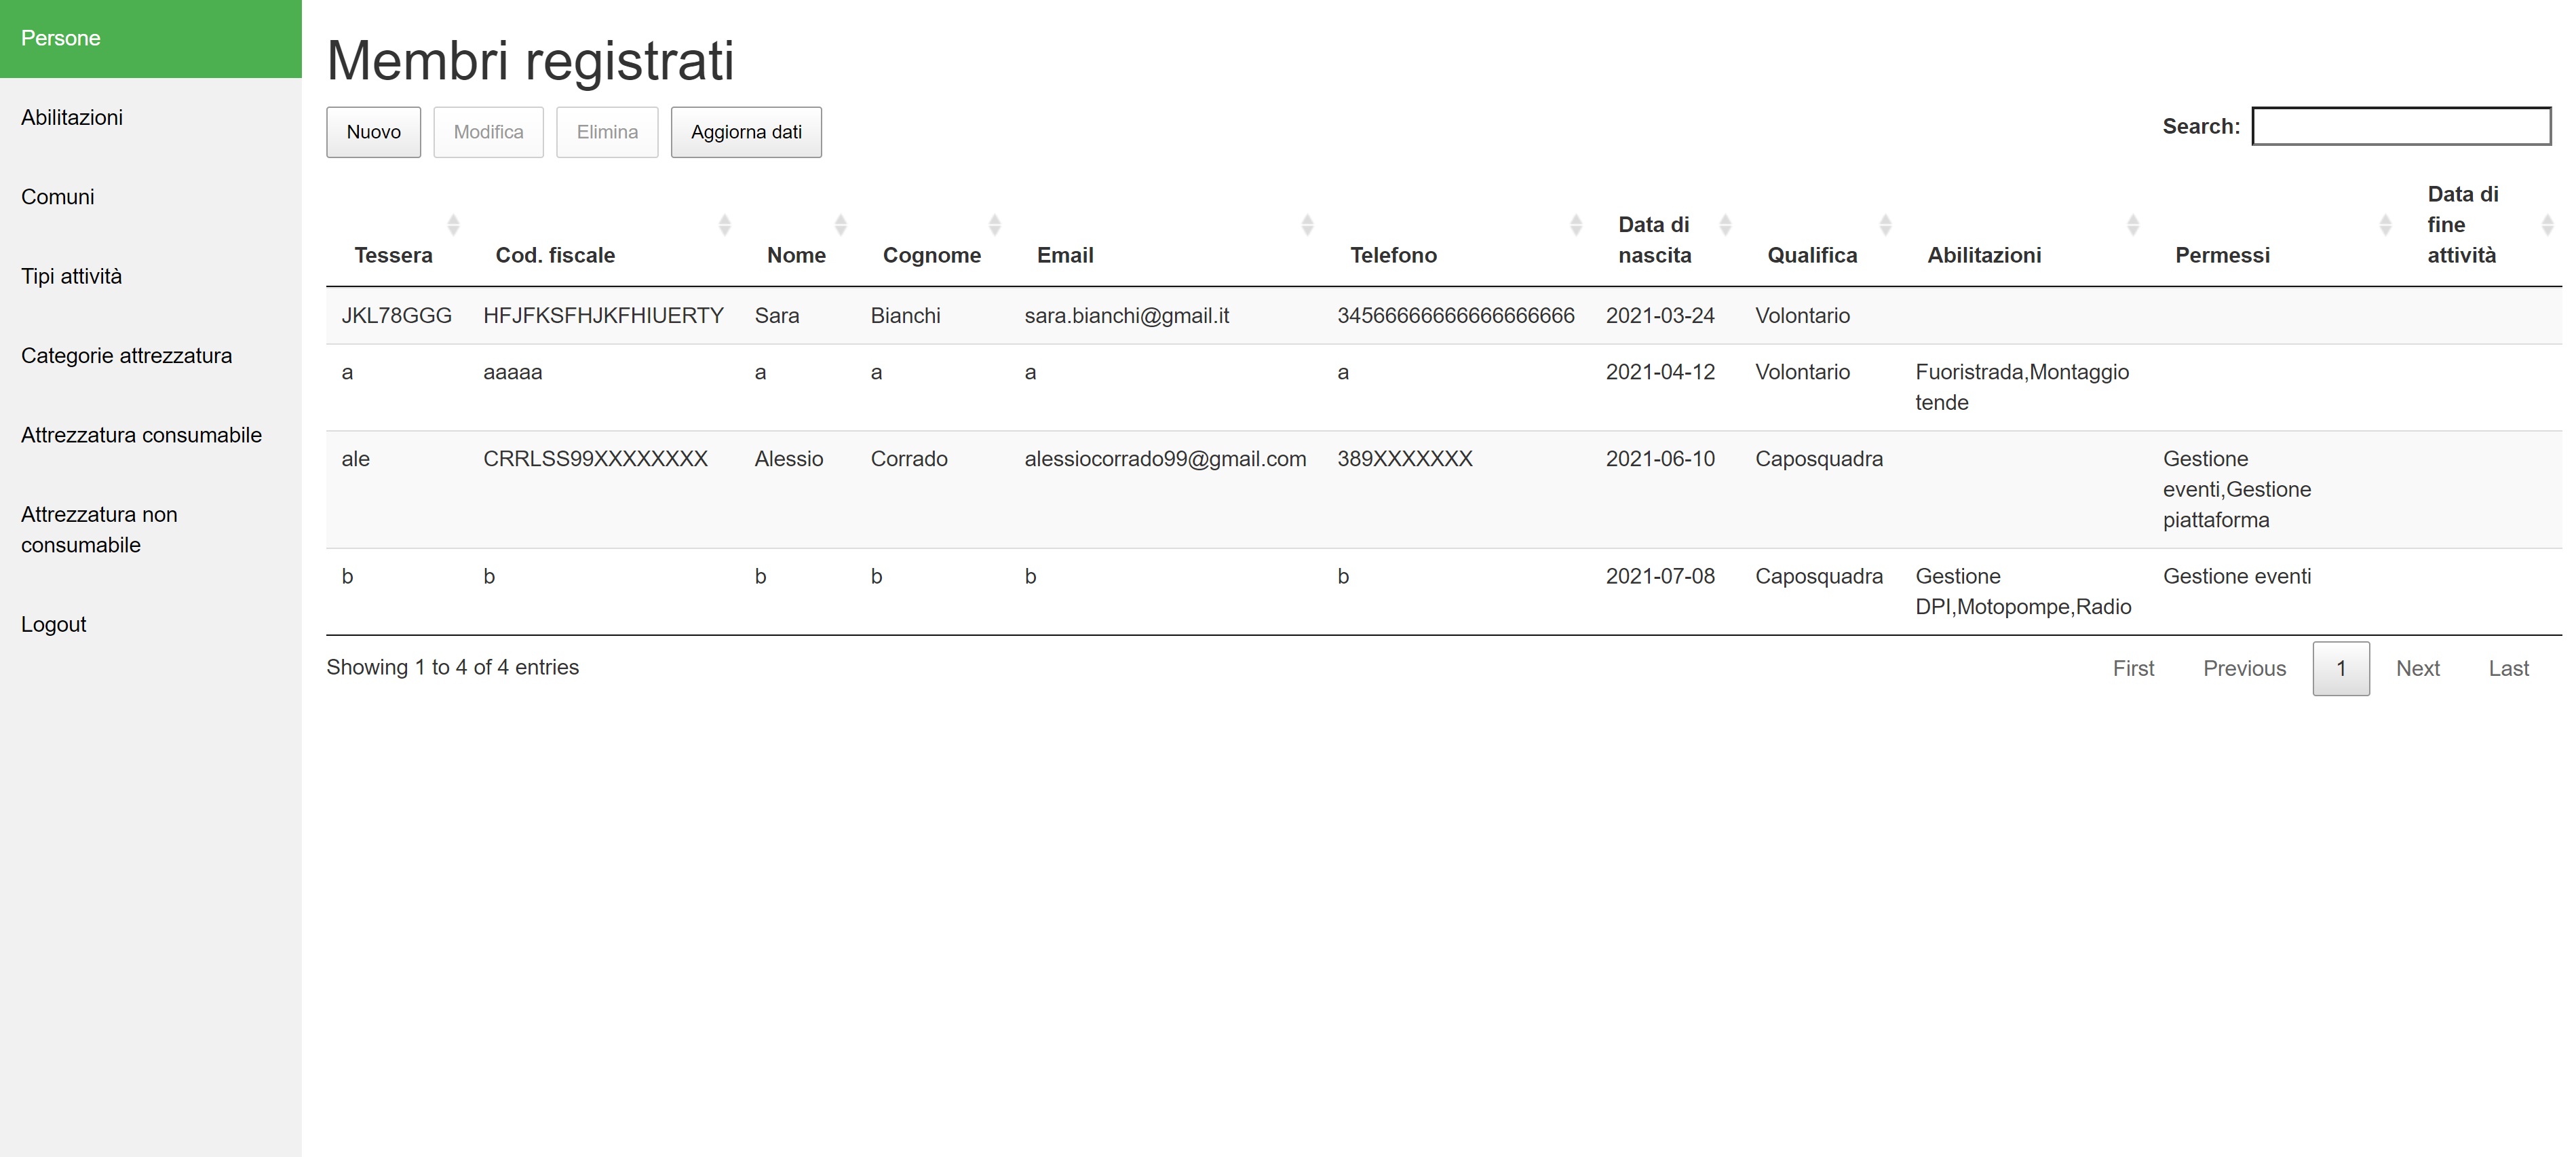 Persone
Abilitazioni
Comuni
Tipi attività
Categorie attrezzatura
Attrezzatura consumabile
Attrezzatura non
consumabile
Logout
Membri registrati
Nuovo Modifica Elimina Aggiorna dati Search:
Tessera Cod. fiscale Nome Cognome Email Telefono Data di nascita Qualifica Abilitazioni Permessi Data di fine attività
JKL78GGG HFJFKSFHJKFHIUERTY Sara Bianchi sara.bianchi@gmail.it 34566666666666666666 2021-03-24 Volontario
a aaaaa a a a a 2021-04-12 Volontario Fuoristrada,Montaggio
tende
ale CRRLSS99XXXXXXXX Alessio Corrado alessiocorrado99@gmail.com 389XXXXXXX 2021-06-10 Caposquadra Gestione
eventi,Gestione
piattaforma
b b b b b b 2021-07-08 Caposquadra Gestione Gestione eventi
DPI,Motopompe,Radio
Showing 1 to 4 of 4 entries First Previous 1 Next Last